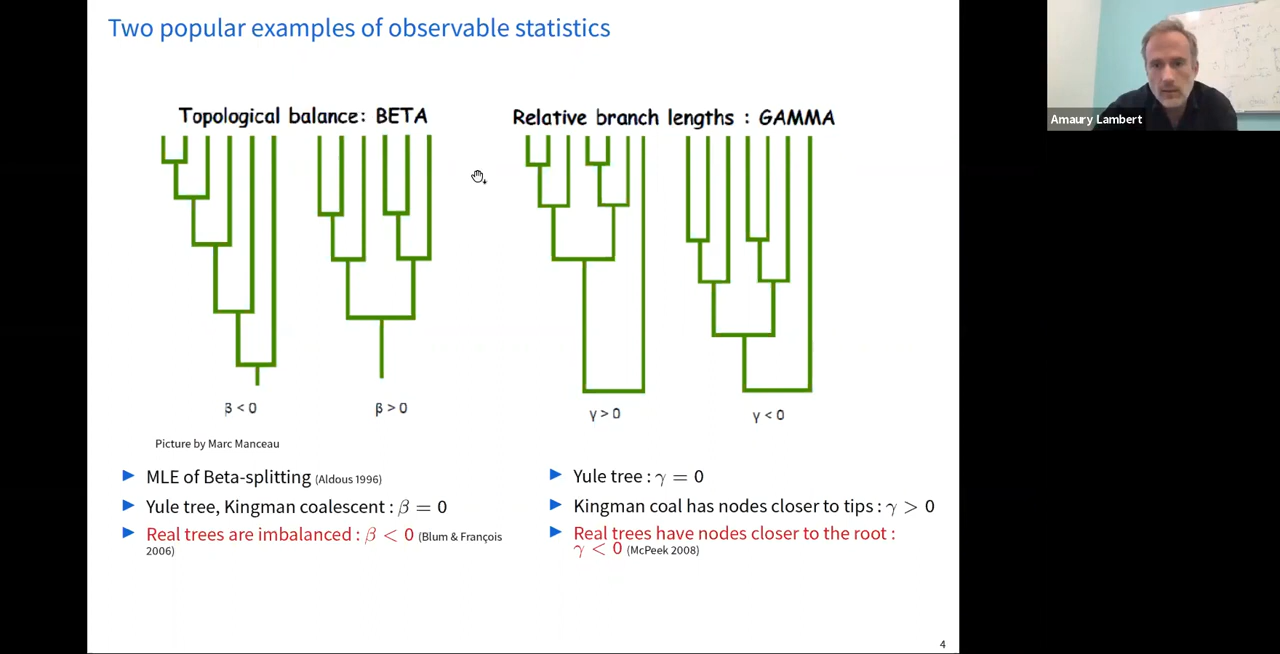 Two popular examples of observable statistics
Amaury Lambert
Topological balance: BETA
Relative branch lengths : GAMMA
β < 0
β > 0
γ > 0
γ < 0
Picture by Marc Manceau
▶ MLE of Beta-splitting (Aldous 1996)
▶ Yule tree, Kingman coalescent : β = 0
▶ Real trees are imbalanced : β < 0 (Blum & François
2006)
▶ Yule tree : γ = 0
▶ Kingman coal has nodes closer to tips : γ > 0
▶ Real trees have nodes closer to the root :
γ < 0 (McPeek 2008)
4